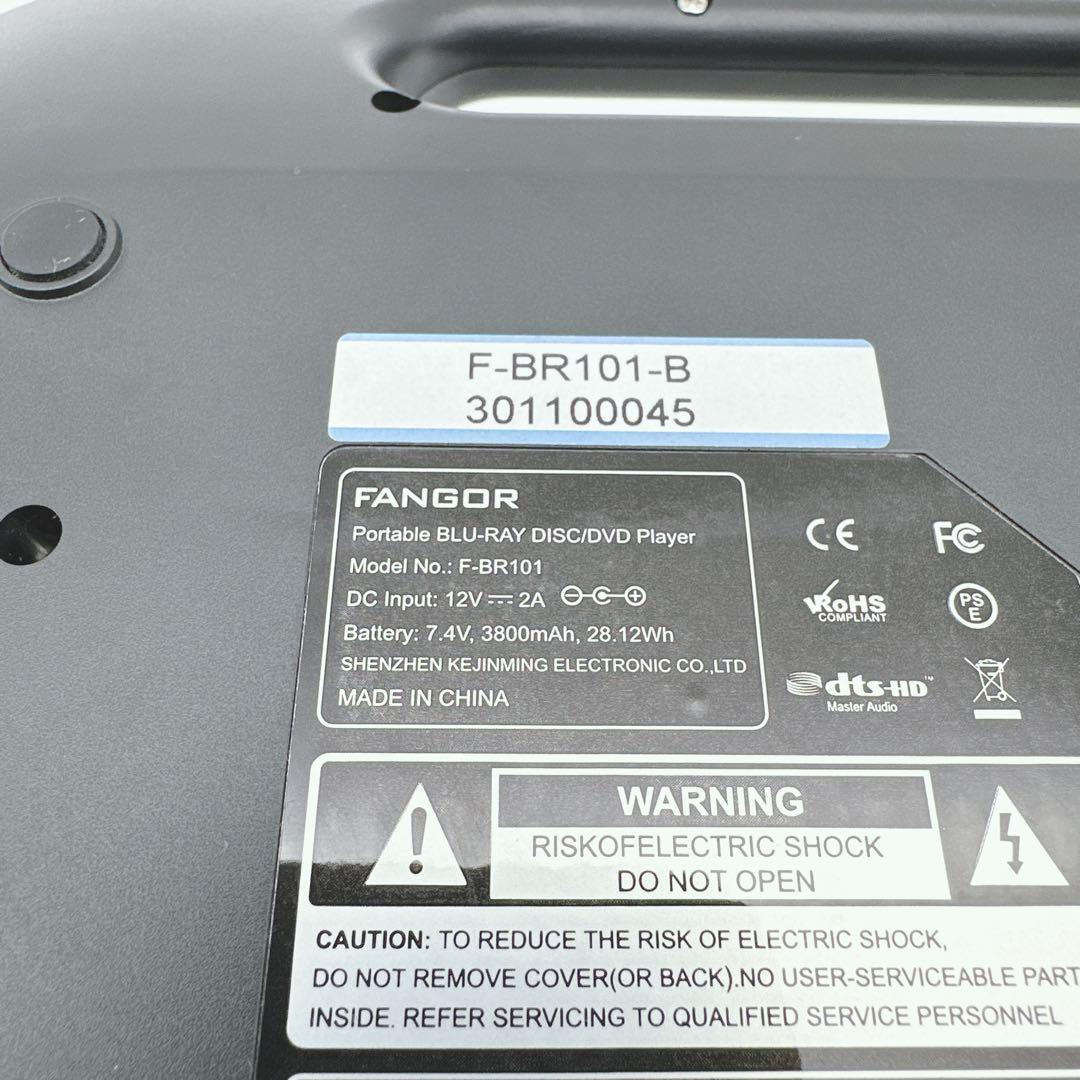 F-BR101-B
301100045
FANGOR
Portable BLU-RAY DISC/DVD Player
Model No.: F-BR101
DC Input: 12V⎓2A
Battery: 7.4V, 3800mAh, 28.12Wh
SHENZHEN KEJINMING ELECTRONIC CO.,LTD
MADE IN CHINA
CE FC
RoHS
COMPLIANT
PS
E
dts-HD™
Master Audio
WARNING
RISKOFELECTRIC SHOCK
DO NOT OPEN
CAUTION: TO REDUCE THE RISK OF ELECTRIC SHOCK,
DO NOT REMOVE COVER(OR BACK).NO USER-SERVICEABLE PART
INSIDE. REFER SERVICING TO QUALIFIED SERVICE PERSONNEL